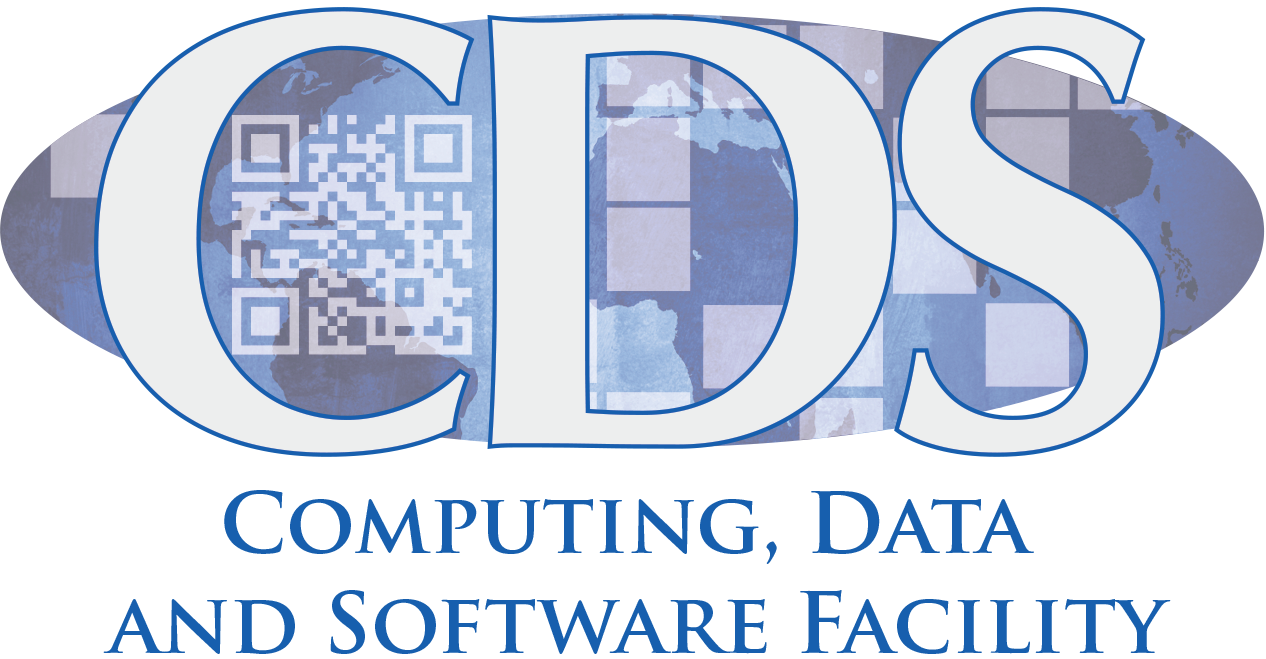 CDS
COMPUTING, DATA
AND SOFTWARE FACILITY